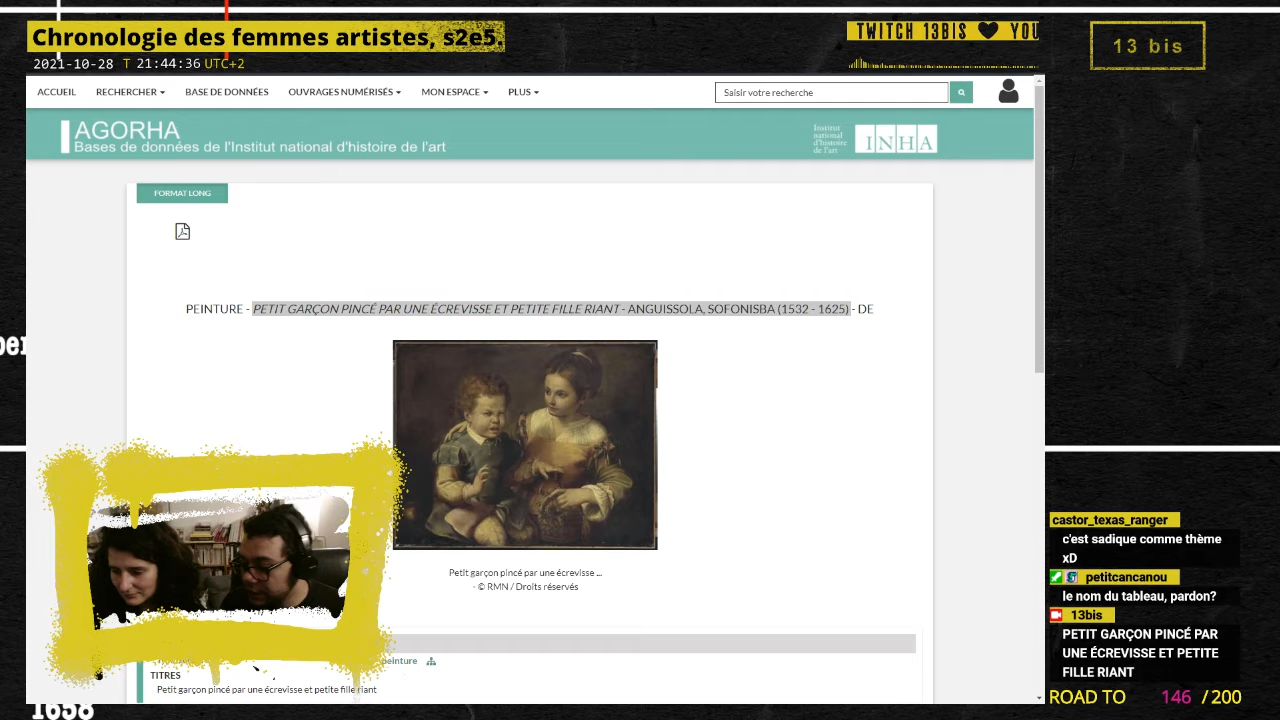 Chronologie des femmes artistes, s2e5
TWITCH 13BIS YOU
13 bis
2021-10-28 T 21:44:36 UTC+2
ACCUEIL RECHERCHER BASE DE DONNÉES OUVRAGES NUMÉRISÉS MON ESPACE PLUS
Saisir votre recherche
AGORHA
Bases de données de l'Institut national d'histoire de l'art
Institut
national
d'histoire
de l'art
INHA
FORMAT LONG
PEINTURE - PETIT GARÇON PINCÉ PAR UNE ÉCREVISSE ET PETITE FILLE RIANT - ANGUISSOLA, SOFONISBA (1532 - 1625) - DE
Petit garçon pincé par une écrevisse ...
- © RMN / Droits réservés
peinture
TITRES
Petit garçon pincé par une écrevisse et petite fille riant
1658
castor_texas_ranger
c'est sadique comme thème
xD
petitcancanou
le nom du tableau, pardon?
13bis
PETIT GARÇON PINCÉ PAR
UNE ÉCREVISSE ET PETITE
FILLE RIANT
ROAD TO 146 / 200